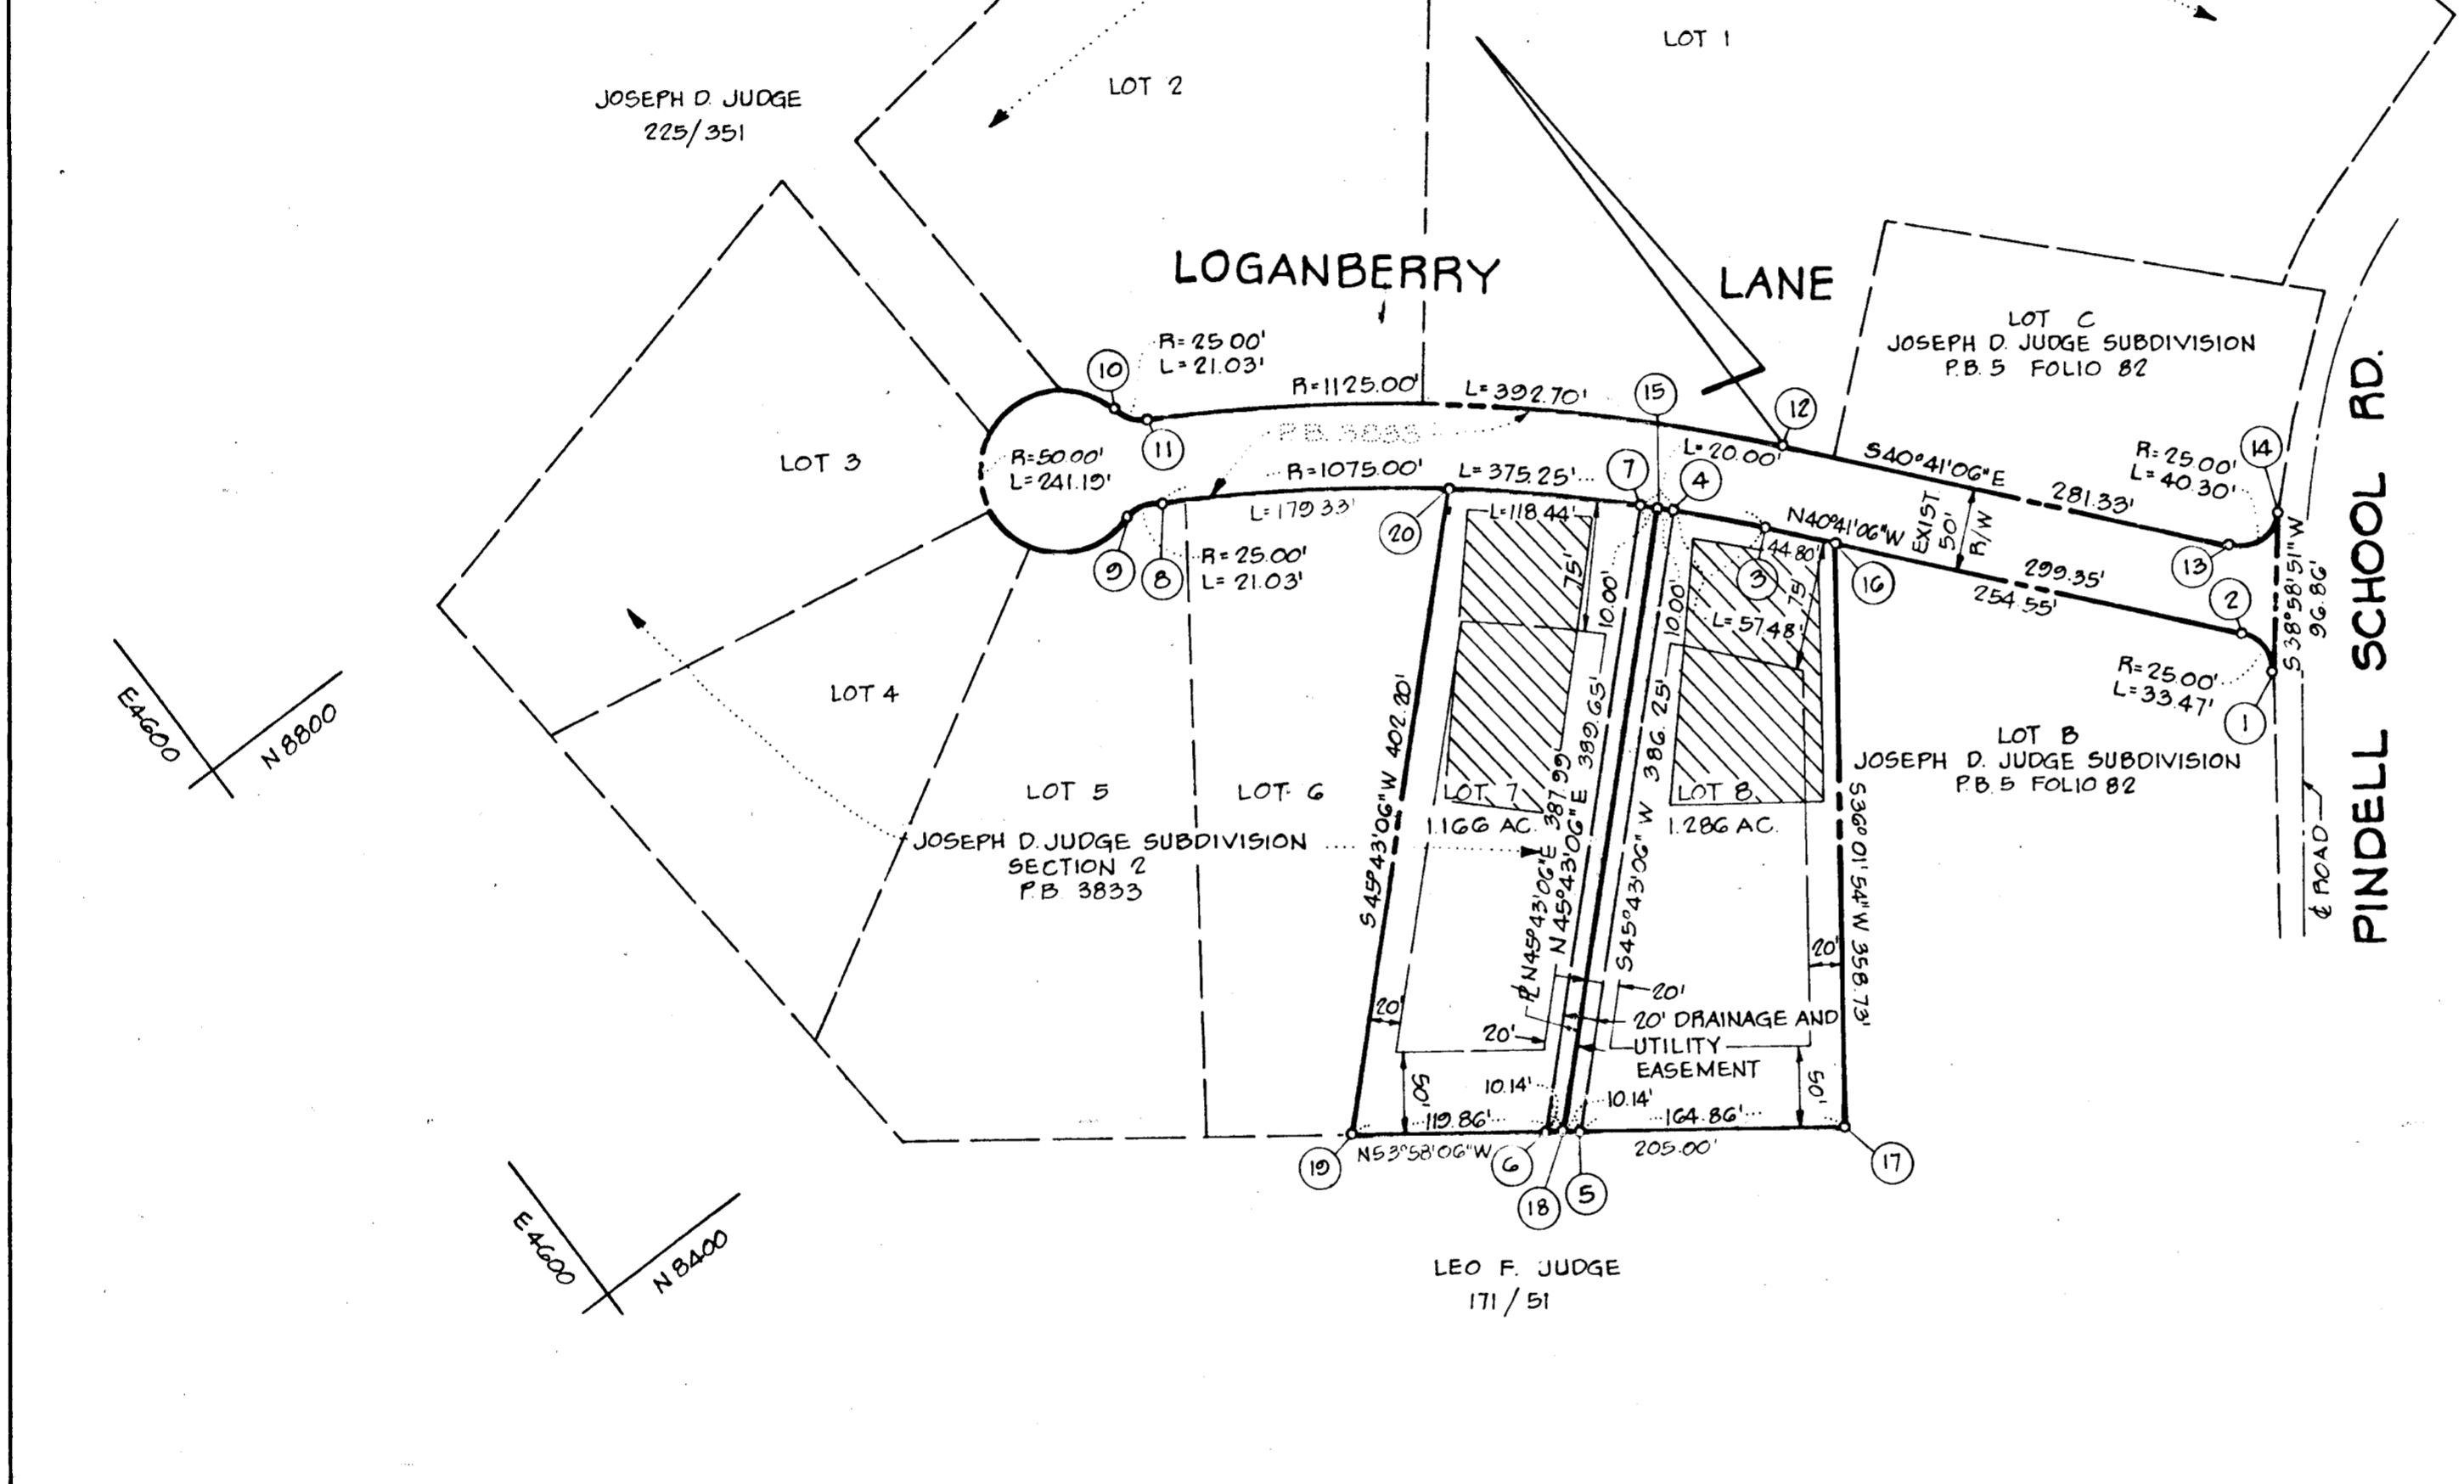 LOT 1
LOT 2
JOSEPH D. JUDGE
225/351
LOGANBERRY LANE
LOT C
JOSEPH D. JUDGE SUBDIVISION
P.B. 5 FOLIO 82
PINDELL SCHOOL RD.
10
R= 25 00'
L= 21.03'
R=1125.00'
L= 392.70'
15
12
11
P.B. 3833
L=20.00'
S40°41'06"E
281.33'
R= 25.00'
L= 40.30'
14
LOT 3
R=50.00'
L=241.19'
R=1075.00'
L= 375.25'
7
4
L= 179 33'
20
L=118 44'
N40°41'06"W
44.80'
EXIST
50'
R/W
299.35'
254.55'
13
2
S38°58'51"W
96.86'
9
8
R= 25.00'
L= 21.03'
75'
10.00'
10.00'
3
75'
L= 57.48'
16
R= 25.00'
L= 33.47'
1
E4600
N 8800
LOT 4
LOT B
JOSEPH D. JUDGE SUBDIVISION
P.B. 5 FOLIO 82
LOT 5
LOT 6
LOT 7
1.166 AC.
LOT 8
1.286 AC.
S45°43'06"W 402.20'
N45°43'06"E 387.99'
N45°43'06"E 389.65'
S45°43'06"W 386.25'
S36°01'54"W 358.73'
JOSEPH D. JUDGE SUBDIVISION
SECTION 2
P.B. 3833
℄ ROAD
20'
20'
20'
20'
20' DRAINAGE AND
UTILITY
EASEMENT
50'
50'
10.14'
10.14'
119.86'
164.86'
N53°58'06"W
205.00'
19
6
18
5
17
E4600
N 8400
LEO F. JUDGE
171 / 51